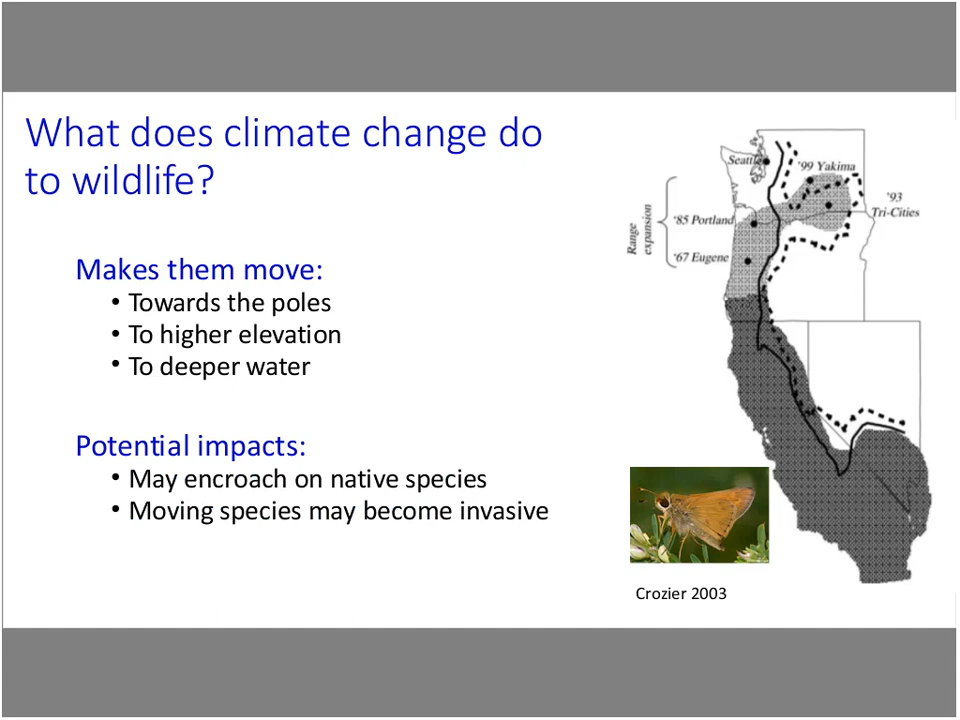 What does climate change do
to wildlife?
Makes them move:
• Towards the poles
• To higher elevation
• To deeper water
Potential impacts:
• May encroach on native species
• Moving species may become invasive
Seattle
'99 Yakima
'93
Tri-Cities
'85 Portland
'67 Eugene
Range
expansion
Crozier 2003